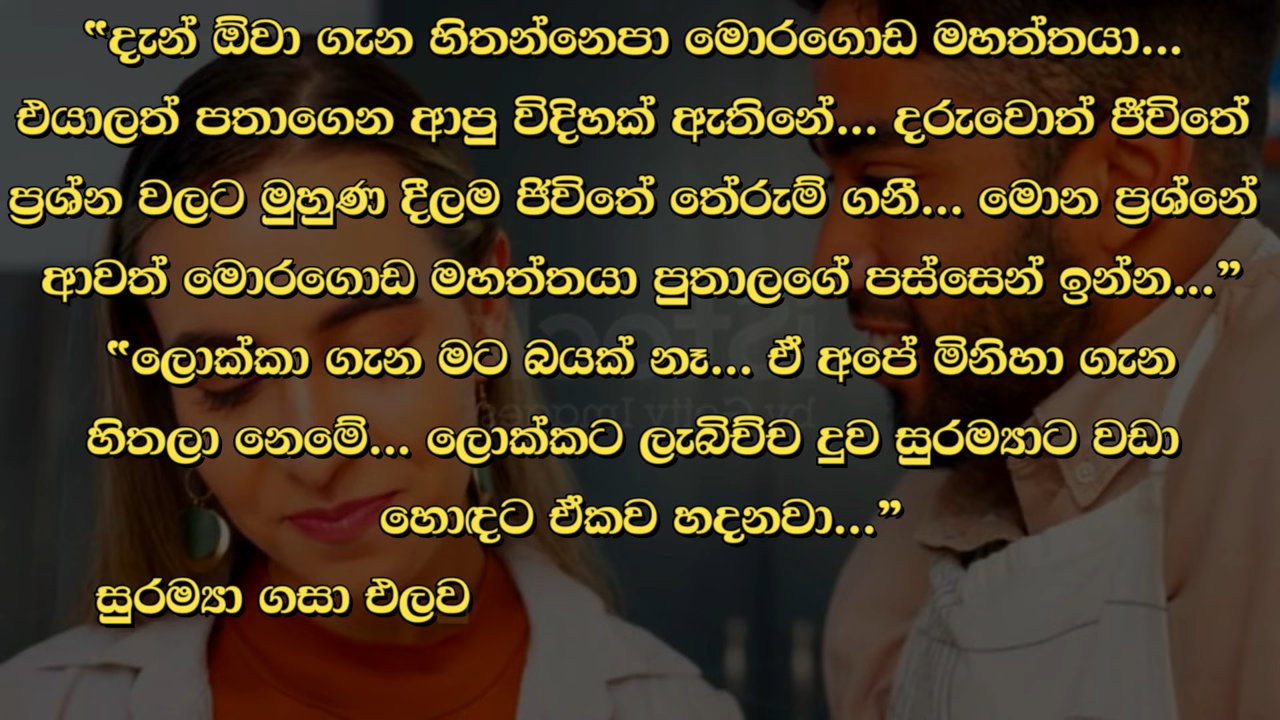 “දැන් ඕවා ගැන හිතන්නෙපා මොරගොඩ මහත්තයා...
එයාලත් පතාගෙන ආපු විදිහක් ඇතිනේ... දරුවොත් ජීවිතේ
ප්‍රශ්න වලට මුහුණ දීලම ජිවිතේ තේරුම් ගනී... මොන ප්‍රශ්නේ
ආවත් මොරගොඩ මහත්තයා පුතාලගේ පස්සෙන් ඉන්න...”
“ලොක්කා ගැන මට බයක් නෑ... ඒ අපේ මිනිහා ගැන
හිතලා නෙමේ... ලොක්කට ලැබිච්ච දුව සුරම්‍යාට වඩා
හොඳට ඒකව හදනවා...”
සුරම්‍යා ගසා එලව